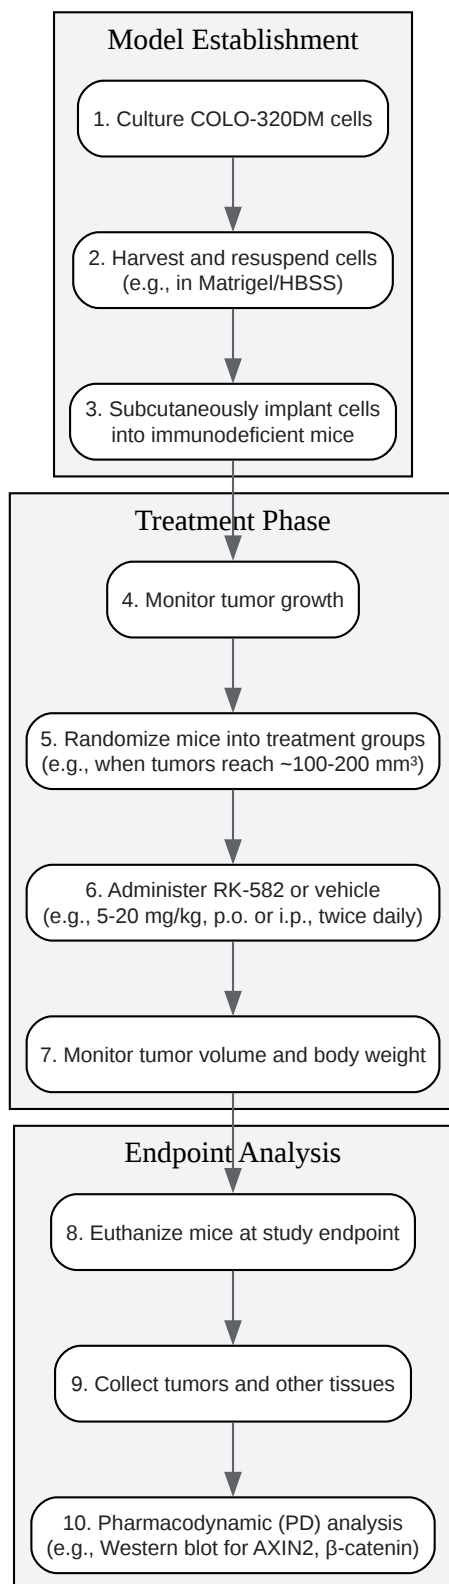 Model Establishment
1. Culture COLO-320DM cells
2. Harvest and resuspend cells
(e.g., in Matrigel/HBSS)
3. Subcutaneously implant cells
into immunodeficient mice
Treatment Phase
4. Monitor tumor growth
5. Randomize mice into treatment groups
(e.g., when tumors reach ~100-200 mm³)
6. Administer RK-582 or vehicle
(e.g., 5-20 mg/kg, p.o. or i.p., twice daily)
7. Monitor tumor volume and body weight
Endpoint Analysis
8. Euthanize mice at study endpoint
9. Collect tumors and other tissues
10. Pharmacodynamic (PD) analysis
(e.g., Western blot for AXIN2, β-catenin)